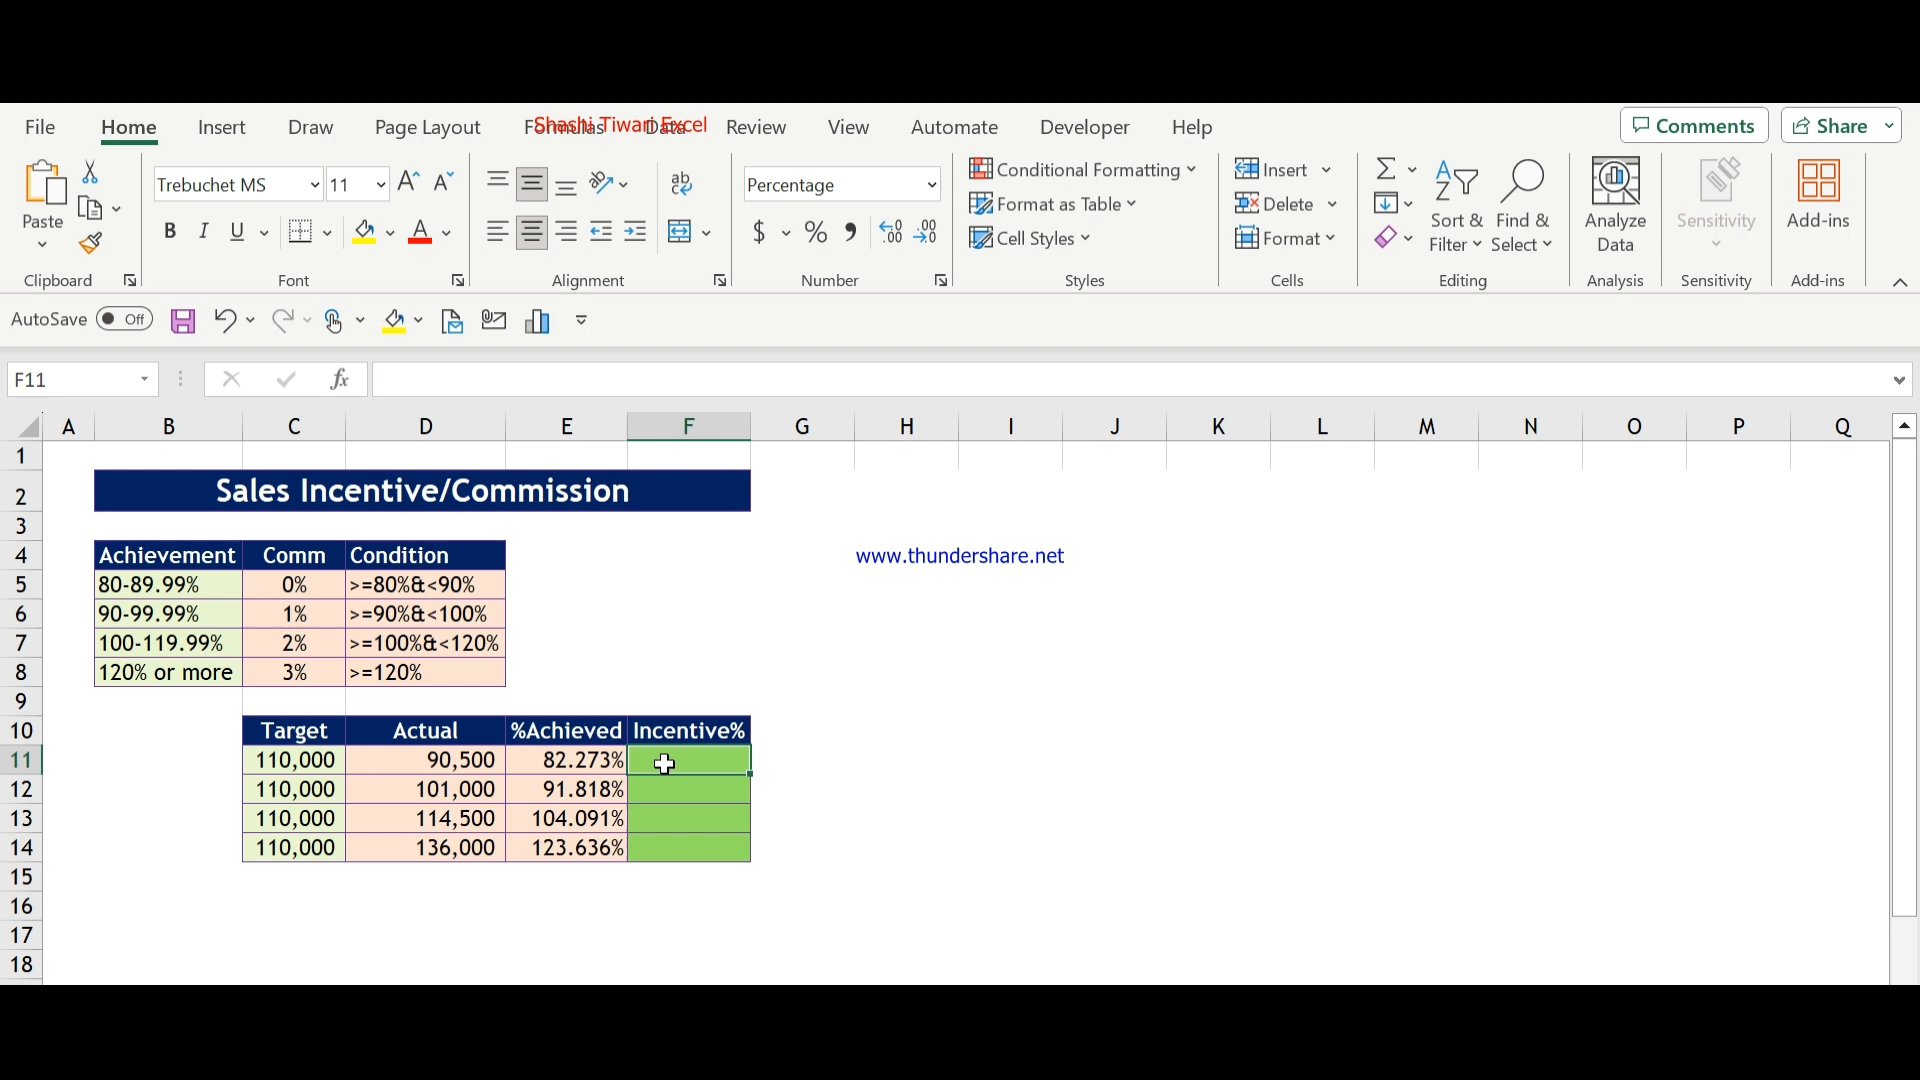 File Home Insert Draw Page Layout Formulas Data Review View Automate Developer Help Comments Share
Shashi Tiwari Excel
Trebuchet MS 11 Percentage Conditional Formatting Insert
Paste Format as Table Delete Sort & Find & Analyze Sensitivity Add-ins
B I U $ % Cell Styles Format Filter Select Data
Clipboard Font Alignment Number Styles Cells Editing Analysis Sensitivity Add-ins
AutoSave Off
F11 fx
A B C D E F G H I J K L M N O P Q
1
2 Sales Incentive/Commission
3
4 Achievement Comm Condition www.thundershare.net
5 80-89.99% 0% >=80%&<90%
6 90-99.99% 1% >=90%&<100%
7 100-119.99% 2% >=100%&<120%
8 120% or more 3% >=120%
9
10 Target Actual %Achieved Incentive%
11 110,000 90,500 82.273%
12 110,000 101,000 91.818%
13 110,000 114,500 104.091%
14 110,000 136,000 123.636%
15
16
17
18